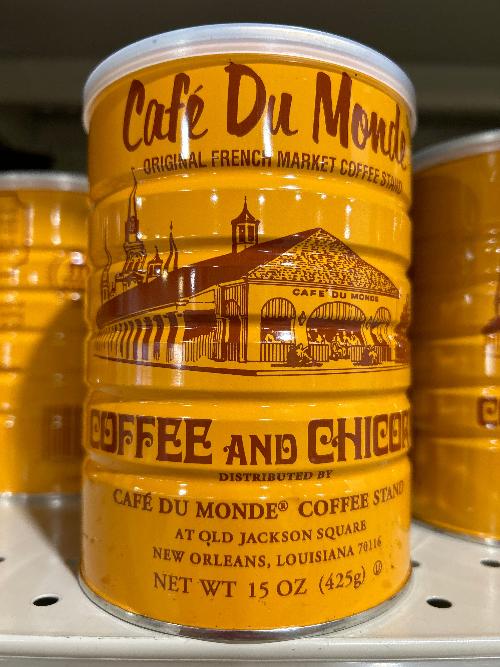 Café Du Monde
ORIGINAL FRENCH MARKET COFFEE STAND
CAFE DU MONDE
COFFEE AND CHICOR
DISTRIBUTED BY
CAFÉ DU MONDE® COFFEE STAND
AT OLD JACKSON SQUARE
NEW ORLEANS, LOUISIANA 70116
NET WT 15 OZ (425g) Ⓤ